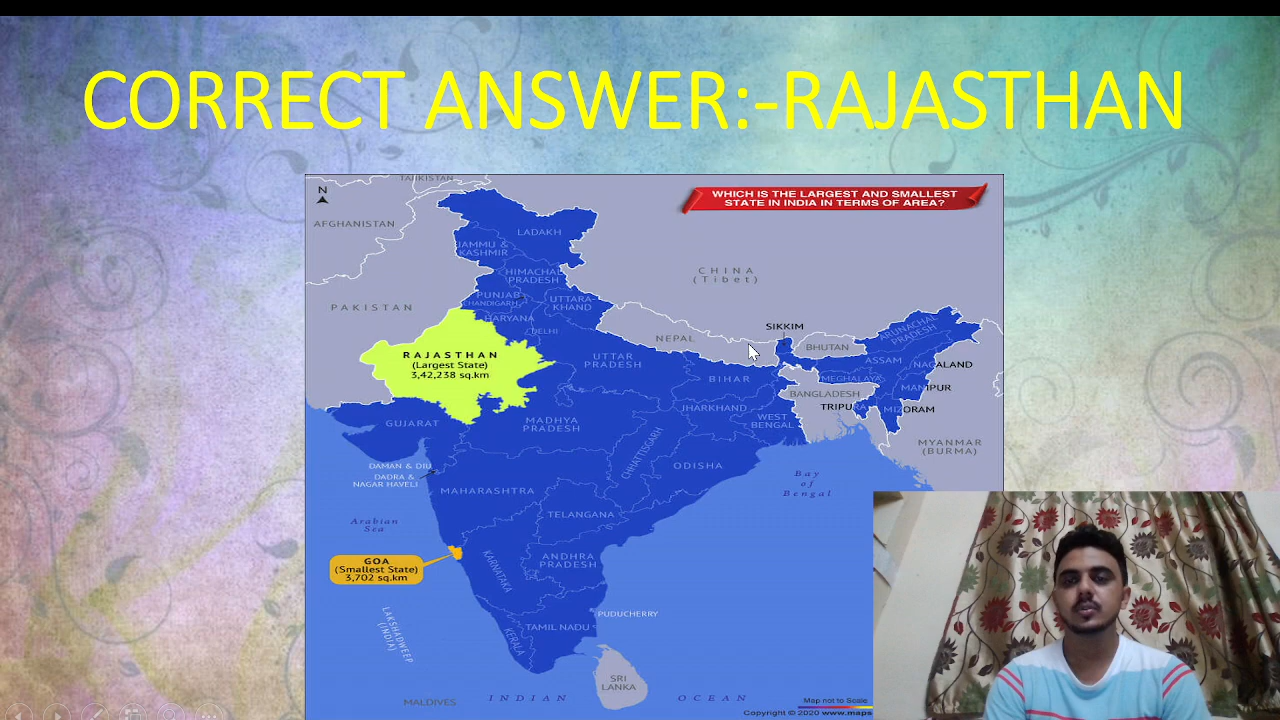 CORRECT ANSWER:-RAJASTHAN
WHICH IS THE LARGEST AND SMALLEST
STATE IN INDIA IN TERMS OF AREA?
N
TAJIKISTAN
AFGHANISTAN
LADAKH
JAMMU &
KASHMIR
CHINA
(Tibet)
HIMACHAL
PRADESH
PUNJAB
CHANDIGARH
UTTARA-
KHAND
PAKISTAN
HARYANA
DELHI
NEPAL
SIKKIM
BHUTAN
ARUNACHAL
PRADESH
RAJASTHAN
(Largest State)
3,42,238 sq.km
UTTAR
PRADESH
ASSAM
NAGALAND
BIHAR
MEGHALAYA
MANIPUR
BANGLADESH
TRIPURA
MIZORAM
JHARKHAND
WEST
BENGAL
GUJARAT
MADHYA
PRADESH
CHHATTISGARH
MYANMAR
(BURMA)
DAMAN & DIU
DADRA &
NAGAR HAVELI
ODISHA
Bay
of
Bengal
MAHARASHTRA
TELANGANA
Arabian
Sea
GOA
(Smallest State)
3,702 sq.km
KARNATAKA
ANDHRA
PRADESH
LAKSHADWEEP
(INDIA)
PUDUCHERRY
KERALA
TAMIL NADU
SRI
LANKA
MALDIVES
INDIAN OCEAN
Map not to Scale
Copyright © 2020 www.maps